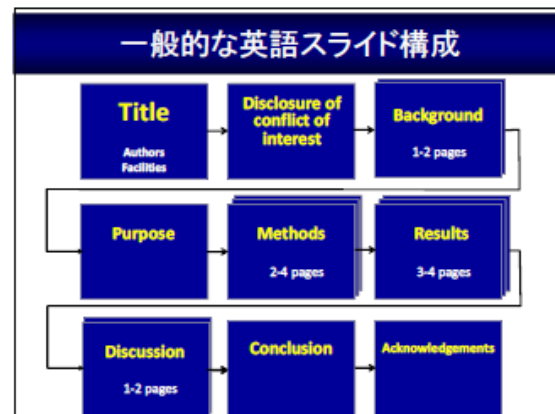 一般的な英語スライド構成
Title
Authors
Facilities
Disclosure of
conflict of
interest
Background
1-2 pages
Purpose
Methods
2-4 pages
Results
3-4 pages
Discussion
1-2 pages
Conclusion
Acknowledgements